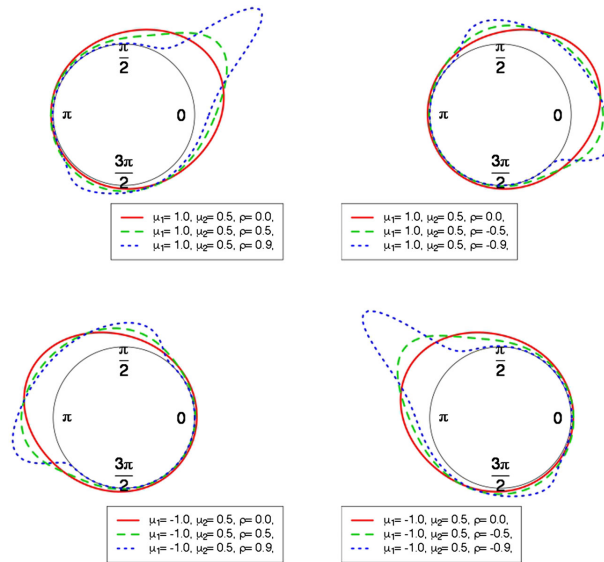 π/2
π
0
3π/2
μ1= 1.0, μ2= 0.5, ρ= 0.0,
μ1= 1.0, μ2= 0.5, ρ= 0.5,
μ1= 1.0, μ2= 0.5, ρ= 0.9,
π/2
π
0
3π/2
μ1= 1.0, μ2= 0.5, ρ= 0.0,
μ1= 1.0, μ2= 0.5, ρ= -0.5,
μ1= 1.0, μ2= 0.5, ρ= -0.9,
π/2
π
0
3π/2
μ1= -1.0, μ2= 0.5, ρ= 0.0,
μ1= -1.0, μ2= 0.5, ρ= 0.5,
μ1= -1.0, μ2= 0.5, ρ= 0.9,
π/2
π
0
3π/2
μ1= -1.0, μ2= 0.5, ρ= 0.0,
μ1= -1.0, μ2= 0.5, ρ= -0.5,
μ1= -1.0, μ2= 0.5, ρ= -0.9,